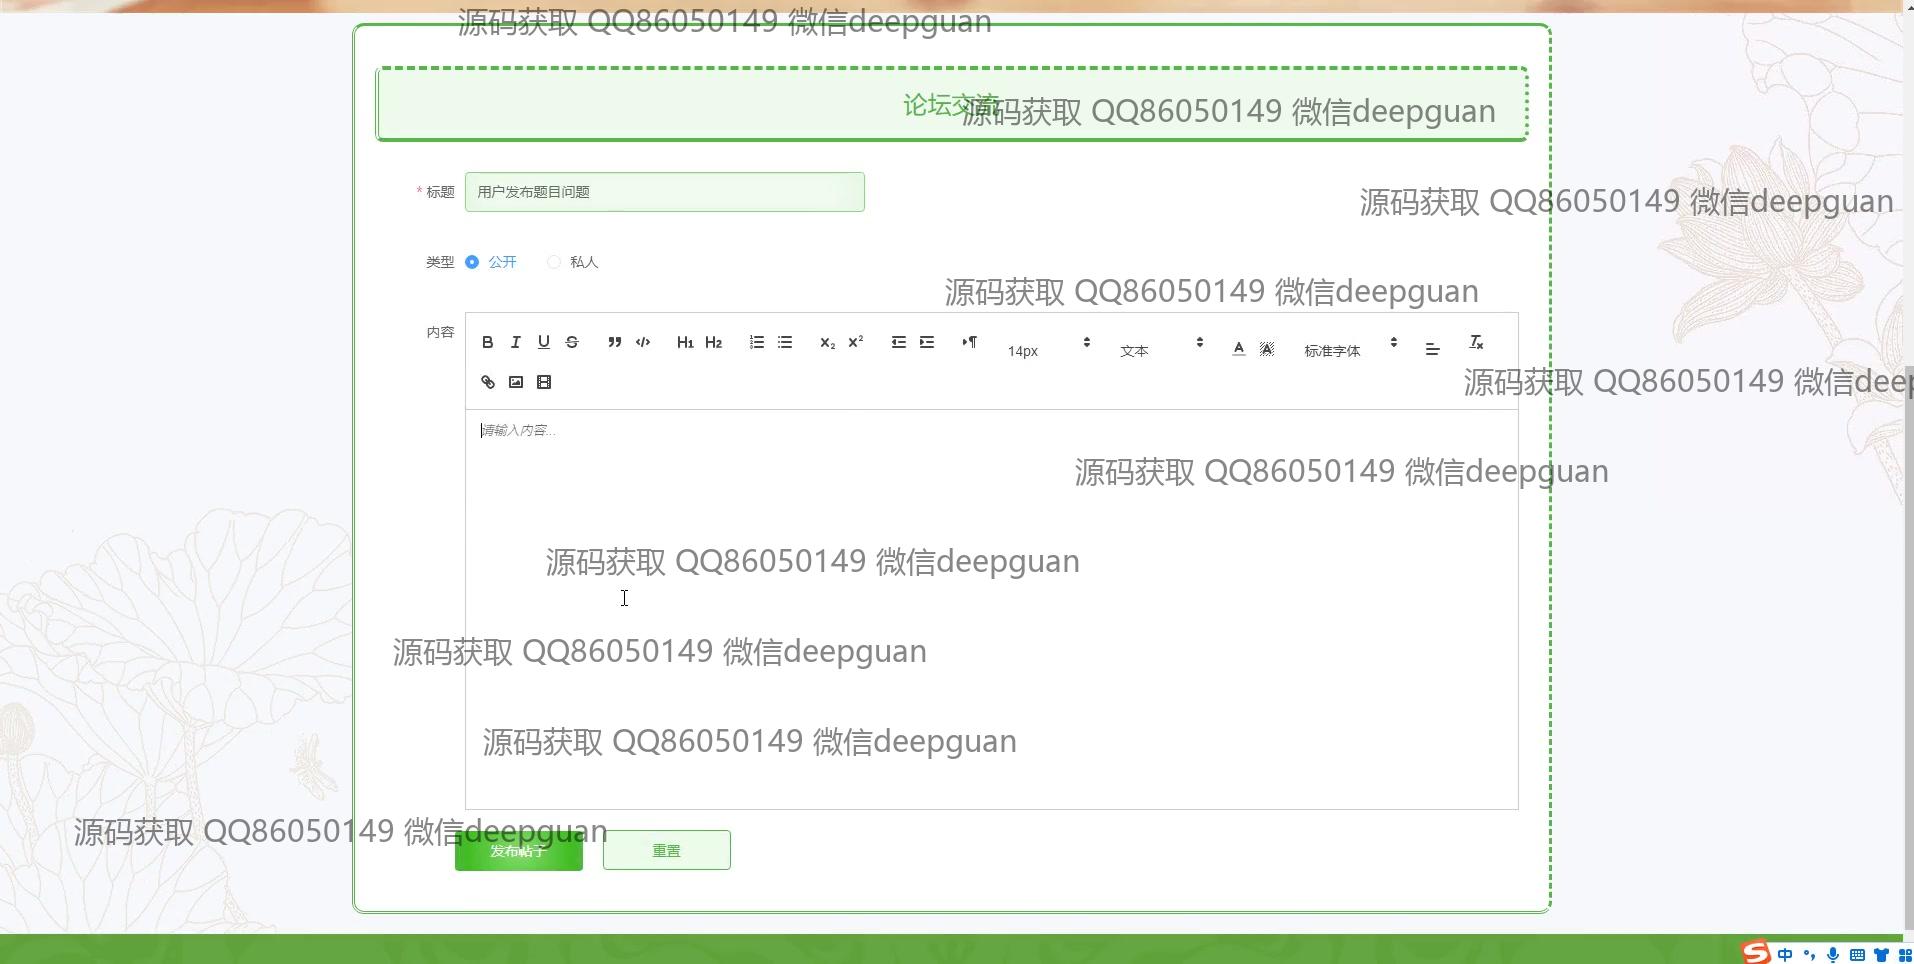 源码获取 QQ86050149 微信deepguan
论坛交流
源码获取 QQ86050149 微信deepguan
* 标题 用户发布题目问题
源码获取 QQ86050149 微信deepguan
类型 公开 私人
源码获取 QQ86050149 微信deepguan
内容
B I U S H1 H2 X2 X2 14px 文本 A A 标准字体 Tx
源码获取 QQ86050149 微信deep
请输入内容...
源码获取 QQ86050149 微信deepguan
源码获取 QQ86050149 微信deepguan
源码获取 QQ86050149 微信deepguan
源码获取 QQ86050149 微信deepguan
源码获取 QQ86050149 微信deepguan
发布帖子 重置
S 中